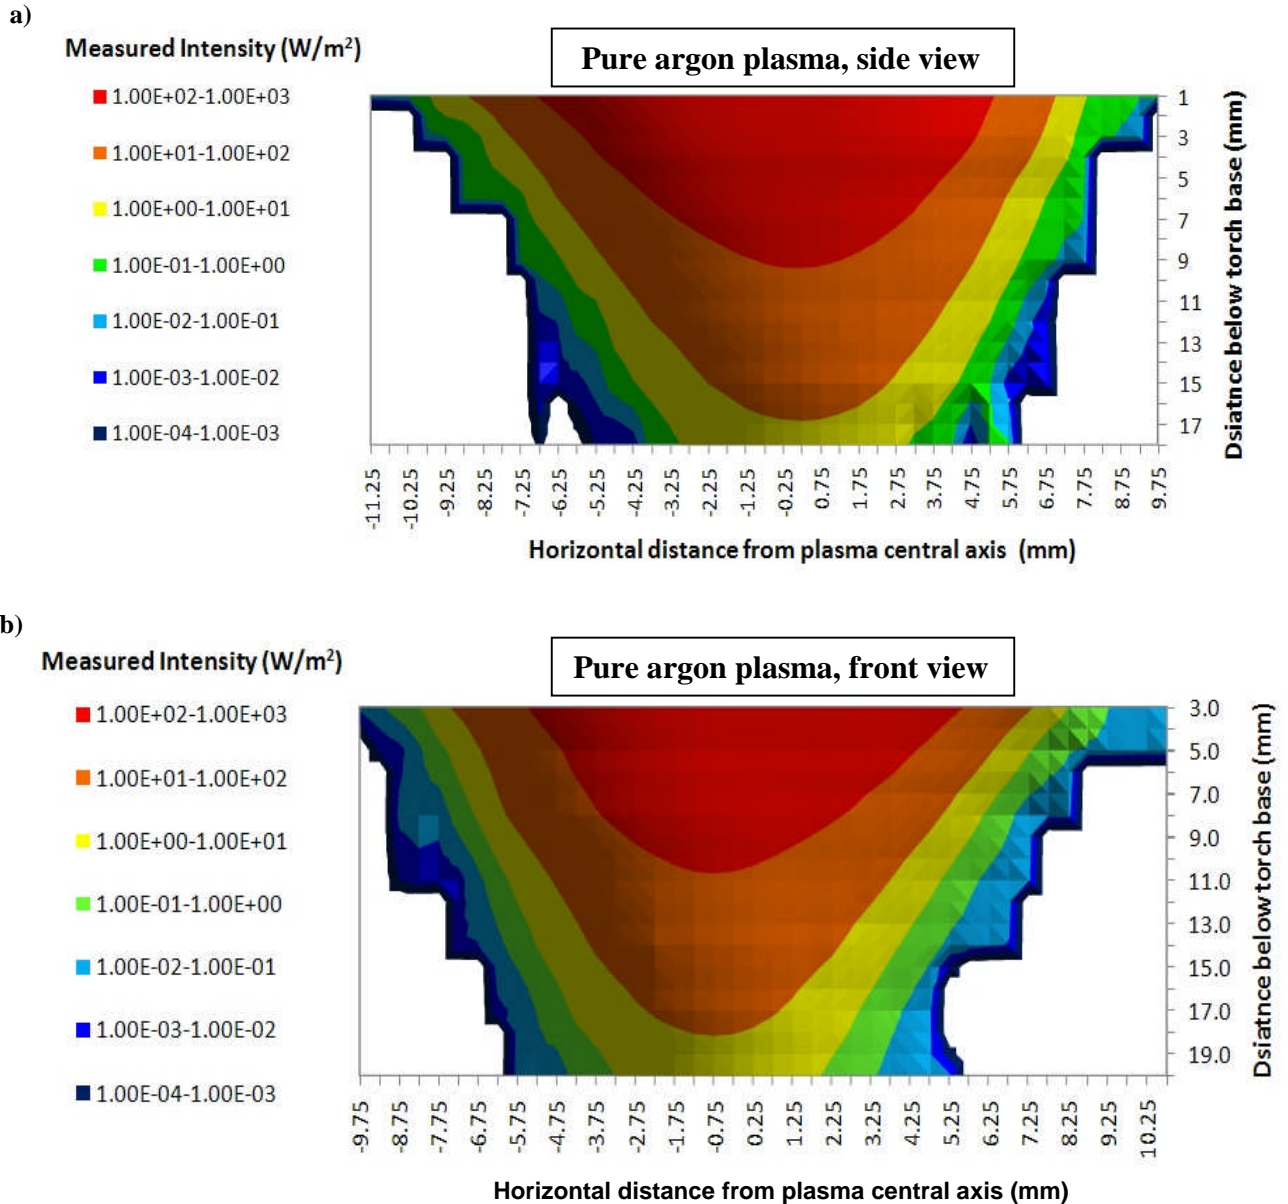 a)
Measured Intensity (W/m²)
Pure argon plasma, side view
1.00E+02-1.00E+03
1.00E+01-1.00E+02
1.00E+00-1.00E+01
1.00E-01-1.00E+00
1.00E-02-1.00E-01
1.00E-03-1.00E-02
1.00E-04-1.00E-03
1
3
5
7
9
11
13
15
17
Dsiatnce below torch base (mm)
-11.25
-10.25
-9.25
-8.25
-7.25
-6.25
-5.25
-4.25
-3.25
-2.25
-1.25
-0.25
0.75
1.75
2.75
3.75
4.75
5.75
6.75
7.75
8.75
9.75
Horizontal distance from plasma central axis (mm)
b)
Measured Intensity (W/m²)
Pure argon plasma, front view
1.00E+02-1.00E+03
1.00E+01-1.00E+02
1.00E+00-1.00E+01
1.00E-01-1.00E+00
1.00E-02-1.00E-01
1.00E-03-1.00E-02
1.00E-04-1.00E-03
3.0
5.0
7.0
9.0
11.0
13.0
15.0
17.0
19.0
Dsiatnce below torch base (mm)
-9.75
-8.75
-7.75
-6.75
-5.75
-4.75
-3.75
-2.75
-1.75
-0.75
0.25
1.25
2.25
3.25
4.25
5.25
6.25
7.25
8.25
9.25
10.25
Horizontal distance from plasma central axis (mm)